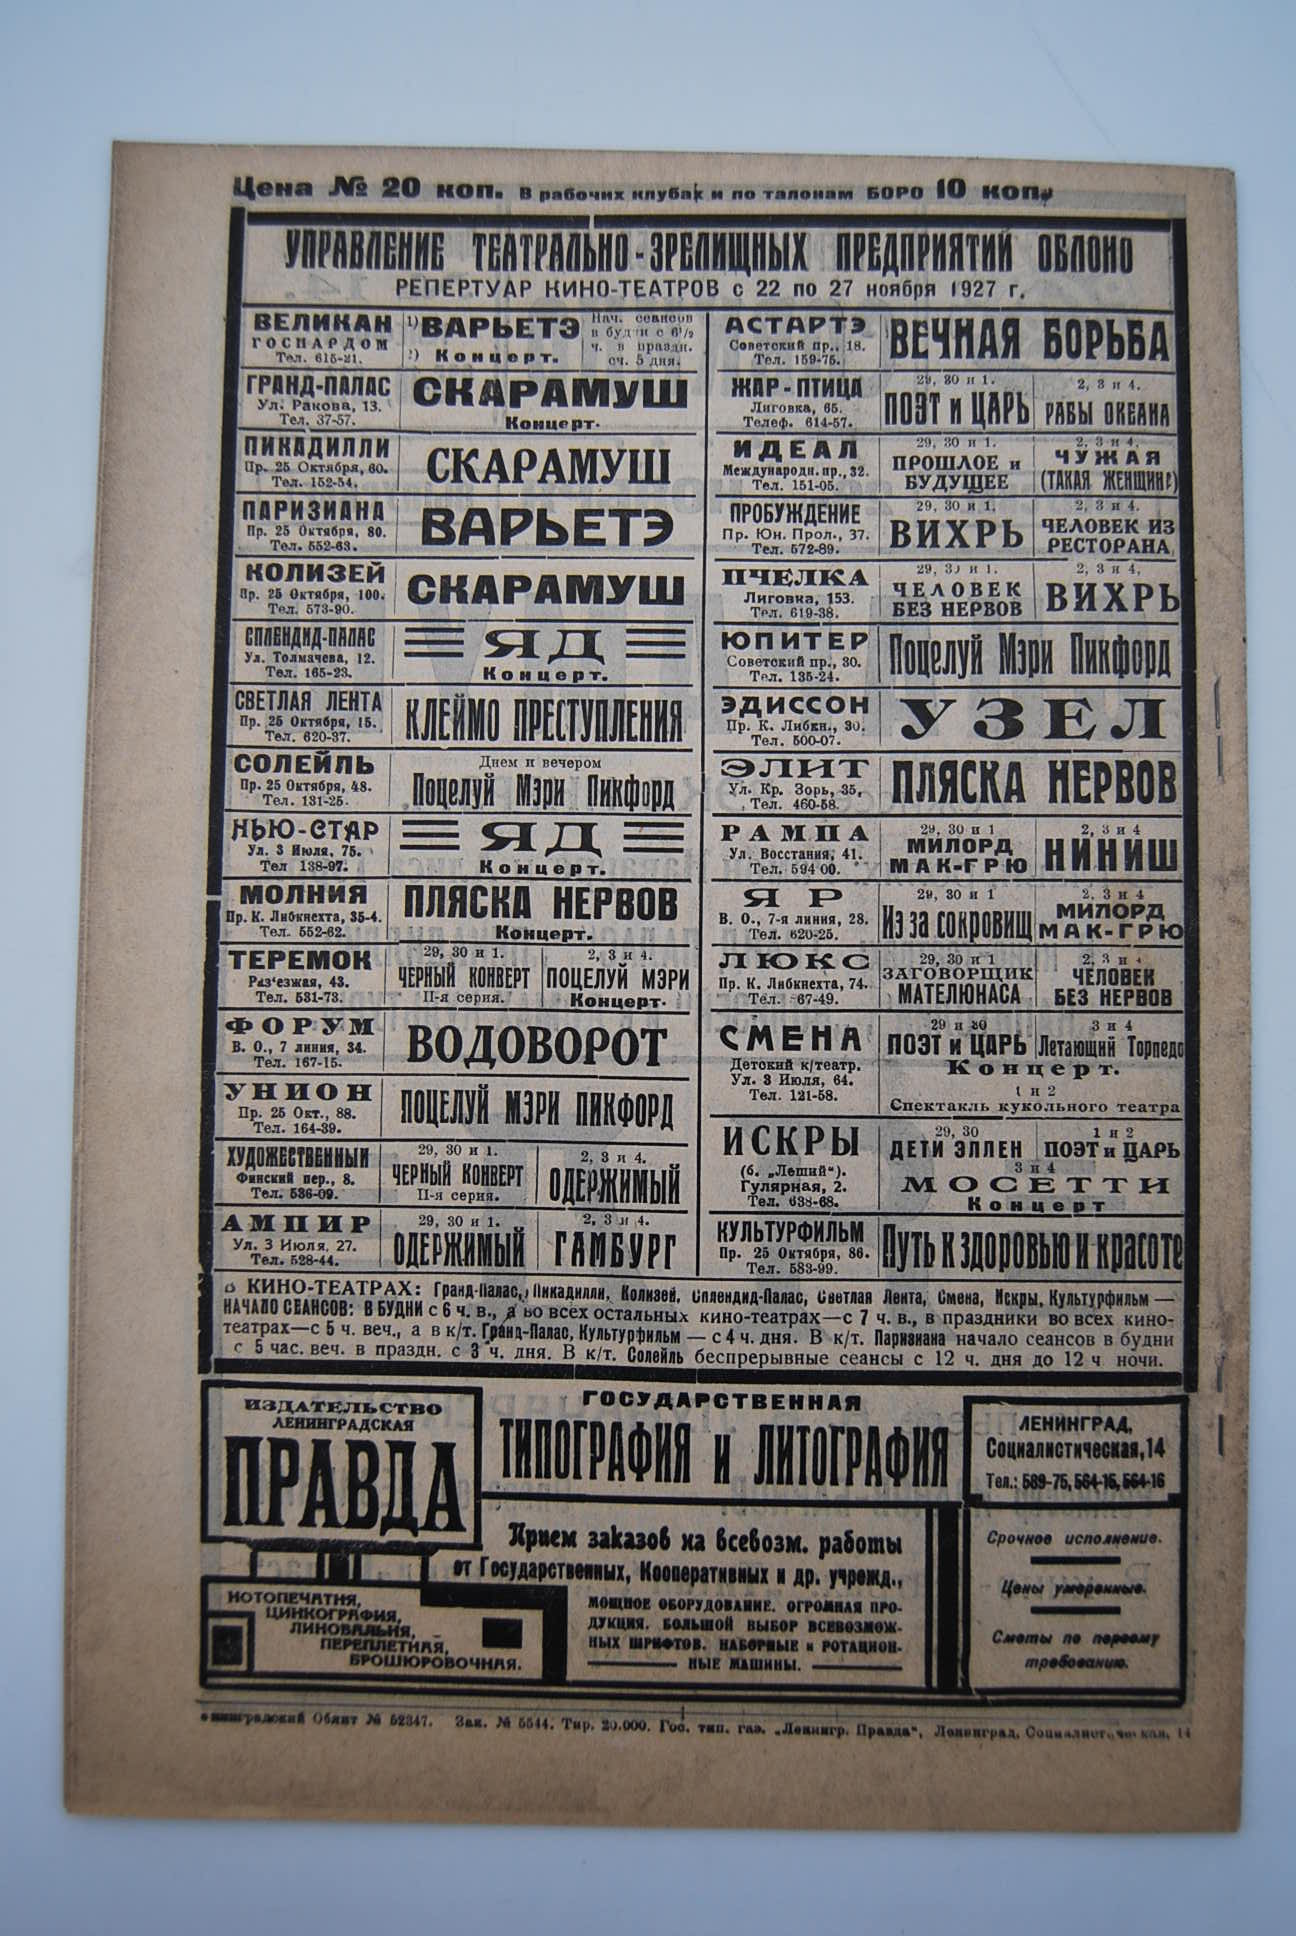 Цена № 20 коп. В рабочих клубах и по талонам БОРО 10 коп.
УПРАВЛЕНИЕ ТЕАТРАЛЬНО-ЗРЕЛИЩНЫХ ПРЕДПРИЯТИЙ ОБЛОНО
РЕПЕРТУАР КИНО-ТЕАТРОВ с 22 по 27 ноября 1927 г.
ВЕЛИКАН
ГОСНАРДОМ
Тел. 615-21.
1) ВАРЬЕТЭ
2) Концерт.
Нач. сеансов
в будни с 6½
ч. в праздн.
сч. 5 дня.
ГРАНД-ПАЛАС
Ул. Ракова, 13.
Тел. 37-57.
СКАРАМУШ
Концерт.
ПИКАДИЛЛИ
Пр. 25 Октября, 60.
Тел. 152-54.
СКАРАМУШ
ПАРИЗИАНА
Пр. 25 Октября, 80.
Тел. 552-63.
ВАРЬЕТЭ
КОЛИЗЕЙ
Пр. 25 Октября, 100.
Тел. 573-90.
СКАРАМУШ
СПЛЕНДИД-ПАЛАС
Ул. Толмачева, 12.
Тел. 165-23.
ЯД
Концерт.
СВЕТЛАЯ ЛЕНТА
Пр. 25 Октября, 15.
Тел. 620-37.
КЛЕЙМО ПРЕСТУПЛЕНИЯ
СОЛЕЙЛЬ
Пр. 25 Октября, 48.
Тел. 131-25.
Днем и вечером
Поцелуй Мэри Пикфорд
НЬЮ-СТАР
Ул. 3 Июля, 75.
Тел 138-97.
ЯД
Концерт.
МОЛНИЯ
Пр. К. Либкнехта, 35-4.
Тел. 552-62.
ПЛЯСКА НЕРВОВ
Концерт.
ТЕРЕМОК
Раз'езжая, 43.
Тел. 531-73.
29, 30 и 1.
ЧЕРНЫЙ КОНВЕРТ
II-я серия.
2, 3 и 4.
ПОЦЕЛУЙ МЭРИ
Концерт.
ФОРУМ
В. О., 7 линия, 34.
Тел. 167-15.
ВОДОВОРОТ
УНИОН
Пр. 25 Окт., 88.
Тел. 164-39.
ПОЦЕЛУЙ МЭРИ ПИКФОРД
ХУДОЖЕСТВЕННЫЙ
Финский пер., 8.
Тел. 536-09.
29, 30 и 1.
ЧЕРНЫЙ КОНВЕРТ
II-я серия.
2, 3 и 4.
ОДЕРЖИМЫЙ
АМПИР
Ул. 3 Июля, 27.
Тел. 528-44.
29, 30 и 1.
ОДЕРЖИМЫЙ
2, 3 и 4.
ГАМБУРГ
АСТАРТЭ
Советский пр., 18.
Тел. 159-75.
ВЕЧНАЯ БОРЬБА
ЖАР-ПТИЦА
Лиговка, 65.
Телеф. 614-57.
29, 30 и 1.
ПОЭТ и ЦАРЬ
2, 3 и 4.
РАБЫ ОКЕАНА
ИДЕАЛ
Международн. пр., 32.
Тел. 151-05.
29, 30 и 1.
ПРОШЛОЕ и
БУДУЩЕЕ
2, 3 и 4.
ЧУЖАЯ
(ТАКАЯ ЖЕНЩИНА)
ПРОБУЖДЕНИЕ
Пр. Юн. Прол., 37.
Тел. 572-89.
29, 30 и 1.
ВИХРЬ
2, 3 и 4.
ЧЕЛОВЕК ИЗ
РЕСТОРАНА
ПЧЕЛКА
Лиговка, 153.
Тел. 619-38.
29, 30 и 1.
ЧЕЛОВЕК
БЕЗ НЕРВОВ
2, 3 и 4,
ВИХРЬ
ЮПИТЕР
Советский пр., 30.
Тел. 135-24.
Поцелуй Мэри Пикфорд
ЭДИССОН
Пр. К. Либкн., 30.
Тел. 500-07.
УЗЕЛ
ЭЛИТ
Ул. Кр. Зорь, 35,
Тел. 460-58.
ПЛЯСКА НЕРВОВ
РАМПА
Ул. Восстания, 41.
Тел. 594 00.
29, 30 и 1
МИЛОРД
МАК-ГРЮ
2, 3 и 4
НИНИШ
ЯР
В. О., 7-я линия, 28.
Тел. 620-25.
29, 30 и 1
Из за сокровищ
2, 3 и 4
МИЛОРД
МАК-ГРЮ
ЛЮКС
Пр. К. Либкнехта, 74.
Тел. 67-49.
29, 30 и 1
ЗАГОВОРЩИК
МАТЕЛЮНАСА
2, 3 и 4
ЧЕЛОВЕК
БЕЗ НЕРВОВ
СМЕНА
Детский к/театр.
Ул. 3 Июля, 64.
Тел. 121-58.
29 и 30
ПОЭТ и ЦАРЬ
3 и 4
Летающий Торпедо
Концерт.
1 и 2
Спектакль кукольного театра
ИСКРЫ
(б. „Леший“).
Гулярная, 2.
Тел. 638-68.
29, 30
ДЕТИ ЭЛЛЕН
1 и 2
ПОЭТ и ЦАРЬ
3 и 4
МОСЕТТИ
Концерт
КУЛЬТУРФИЛЬМ
Пр. 25 Октября, 86.
Тел. 583-99.
Путь к здоровью и красоте
В КИНО-ТЕАТРАХ: Гранд-Палас, Пикадилли, Колизей, Сплендид-Палас, Светлая Лента, Смена, Искры, Культурфильм —
НАЧАЛО СЕАНСОВ: В БУДНИ с 6 ч. в., а во всех остальных кино-театрах—с 7 ч. в., в праздники во всех кино-
театрах—с 5 ч. веч., а в к/т. Гранд-Палас, Культурфильм — с 4 ч. дня. В к/т. Паризиана начало сеансов в будни
с 5 час. веч. в праздн. с 3 ч. дня. В к/т. Солейль беспрерывные сеансы с 12 ч. дня до 12 ч ночи.
ИЗДАТЕЛЬСТВО
ЛЕНИНГРАДСКАЯ
ПРАВДА
ГОСУДАРСТВЕННАЯ
ТИПОГРАФИЯ и ЛИТОГРАФИЯ
ЛЕНИНГРАД,
Социалистическая, 14
Тел.: 589-75, 564-15, 564-16
Прием заказов на всевозм. работы
от Государственных, Кооперативных и др. учрежд.,
МОЩНОЕ ОБОРУДОВАНИЕ. ОГРОМНАЯ ПРО-
ДУКЦИЯ. БОЛЬШОЙ ВЫБОР ВСЕВОЗМОЖ-
НЫХ ШРИФТОВ. НАБОРНЫЕ и РОТАЦИОН-
НЫЕ МАШИНЫ.
НОТОПЕЧАТНЯ,
ЦИНКОГРАФИЯ,
ЛИНОВАЛЬНЯ,
ПЕРЕПЛЕТНАЯ,
БРОШЮРОВОЧНАЯ.
Срочное исполнение.
Цены умеренные.
Сметы по первому
требованию.
Обллит № 52347. Зак. № 5544. Тир. 20.000. Гос. тип. газ. „Ленингр. Правда“, Ленинград, Социалистическая, 14